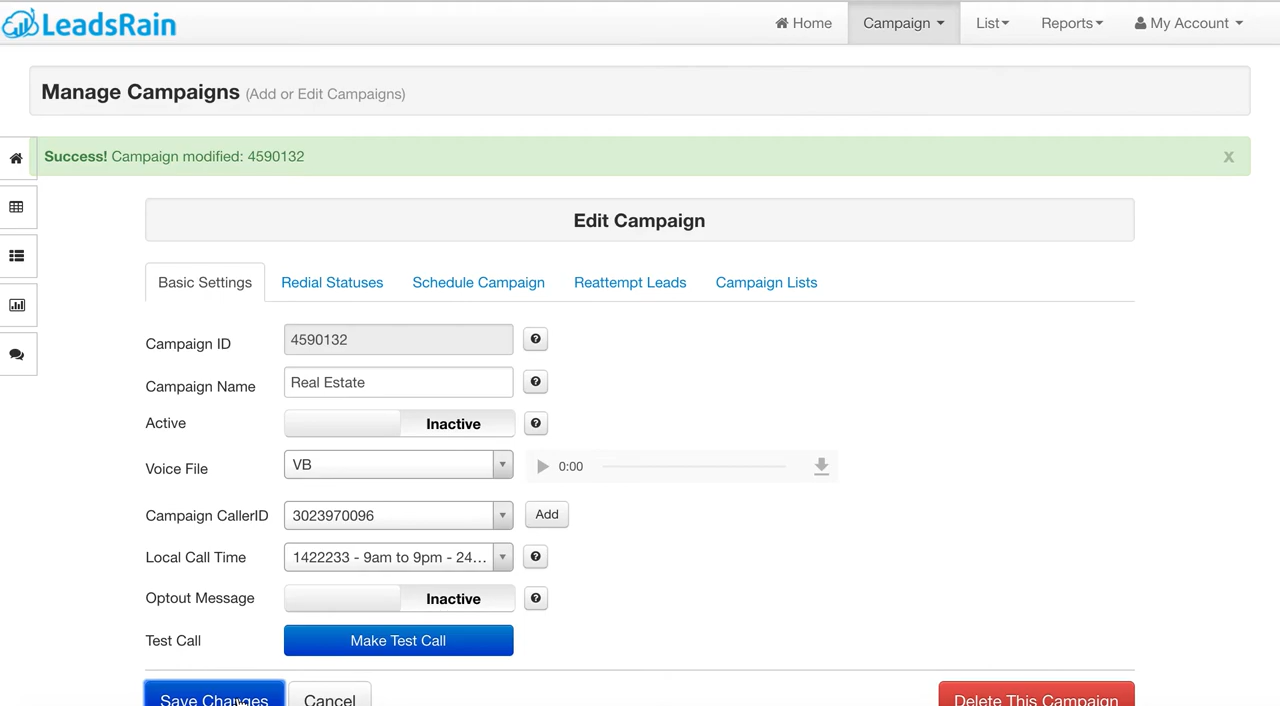 LeadsRain
Home Campaign List Reports My Account
Manage Campaigns (Add or Edit Campaigns)
Success! Campaign modified: 4590132 x
Edit Campaign
Basic Settings Redial Statuses Schedule Campaign Reattempt Leads Campaign Lists
Campaign ID 4590132 ?
Campaign Name Real Estate ?
Active Inactive ?
Voice File VB 0:00
Campaign CallerID 3023970096 Add
Local Call Time 1422233 - 9am to 9pm - 24... ?
Optout Message Inactive ?
Test Call Make Test Call
Save Changes Cancel Delete This Campaign